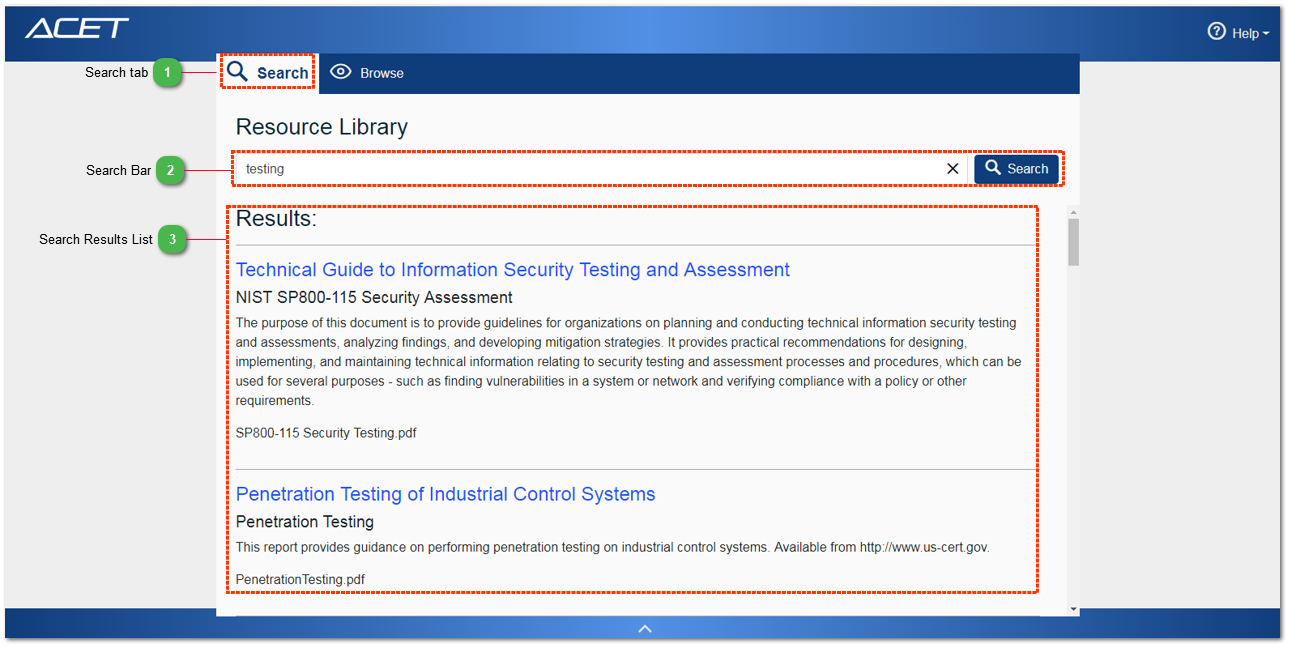 ACET
Help
Search tab 1
Search Browse
Resource Library
Search Bar 2
testing Search
Search Results List 3
Results:
Technical Guide to Information Security Testing and Assessment
NIST SP800-115 Security Assessment
The purpose of this document is to provide guidelines for organizations on planning and conducting technical information security testing
and assessments, analyzing findings, and developing mitigation strategies. It provides practical recommendations for designing,
implementing, and maintaining technical information relating to security testing and assessment processes and procedures, which can be
used for several purposes - such as finding vulnerabilities in a system or network and verifying compliance with a policy or other
requirements.
SP800-115 Security Testing.pdf
Penetration Testing of Industrial Control Systems
Penetration Testing
This report provides guidance on performing penetration testing on industrial control systems. Available from http://www.us-cert.gov.
PenetrationTesting.pdf